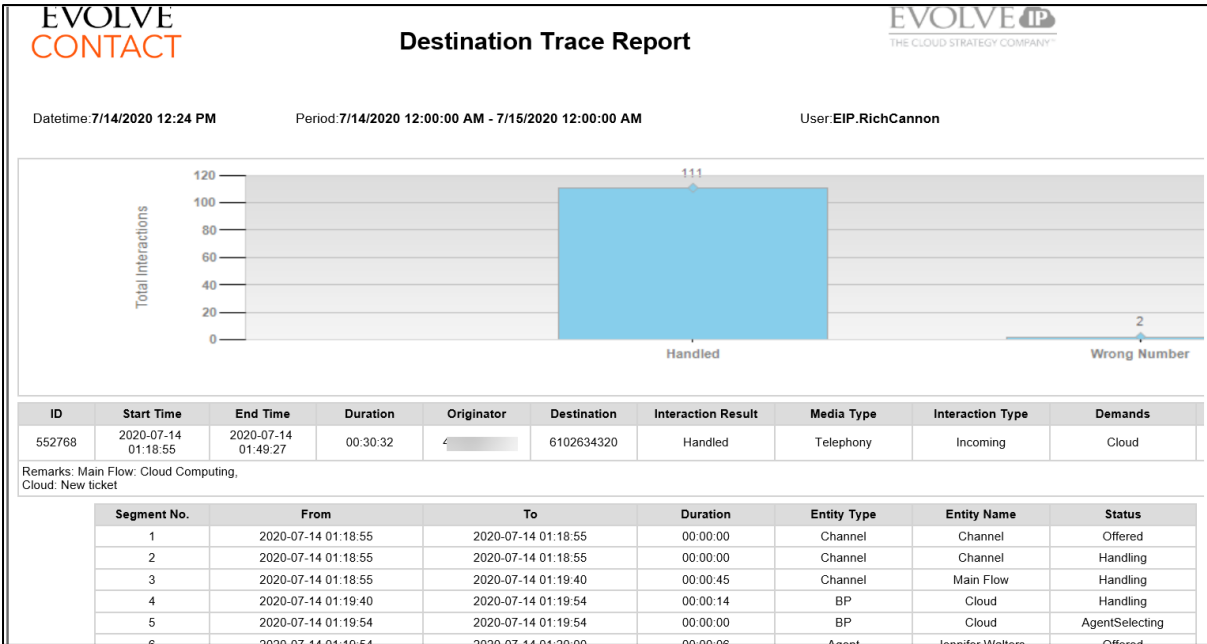 EVOLVE
CONTACT
Destination Trace Report
EVOLVE IP
THE CLOUD STRATEGY COMPANY™
Datetime:7/14/2020 12:24 PM Period:7/14/2020 12:00:00 AM - 7/15/2020 12:00:00 AM User:EIP.RichCannon
Total Interactions
120
100
80
60
40
20
0
111
2
Handled Wrong Number
ID Start Time End Time Duration Originator Destination Interaction Result Media Type Interaction Type Demands
552768 2020-07-14 01:18:55 2020-07-14 01:49:27 00:30:32 6102634320 Handled Telephony Incoming Cloud
Remarks: Main Flow: Cloud Computing,
Cloud: New ticket
Segment No. From To Duration Entity Type Entity Name Status
1 2020-07-14 01:18:55 2020-07-14 01:18:55 00:00:00 Channel Channel Offered
2 2020-07-14 01:18:55 2020-07-14 01:18:55 00:00:00 Channel Channel Handling
3 2020-07-14 01:18:55 2020-07-14 01:19:40 00:00:45 Channel Main Flow Handling
4 2020-07-14 01:19:40 2020-07-14 01:19:54 00:00:14 BP Cloud Handling
5 2020-07-14 01:19:54 2020-07-14 01:19:54 00:00:00 BP Cloud AgentSelecting